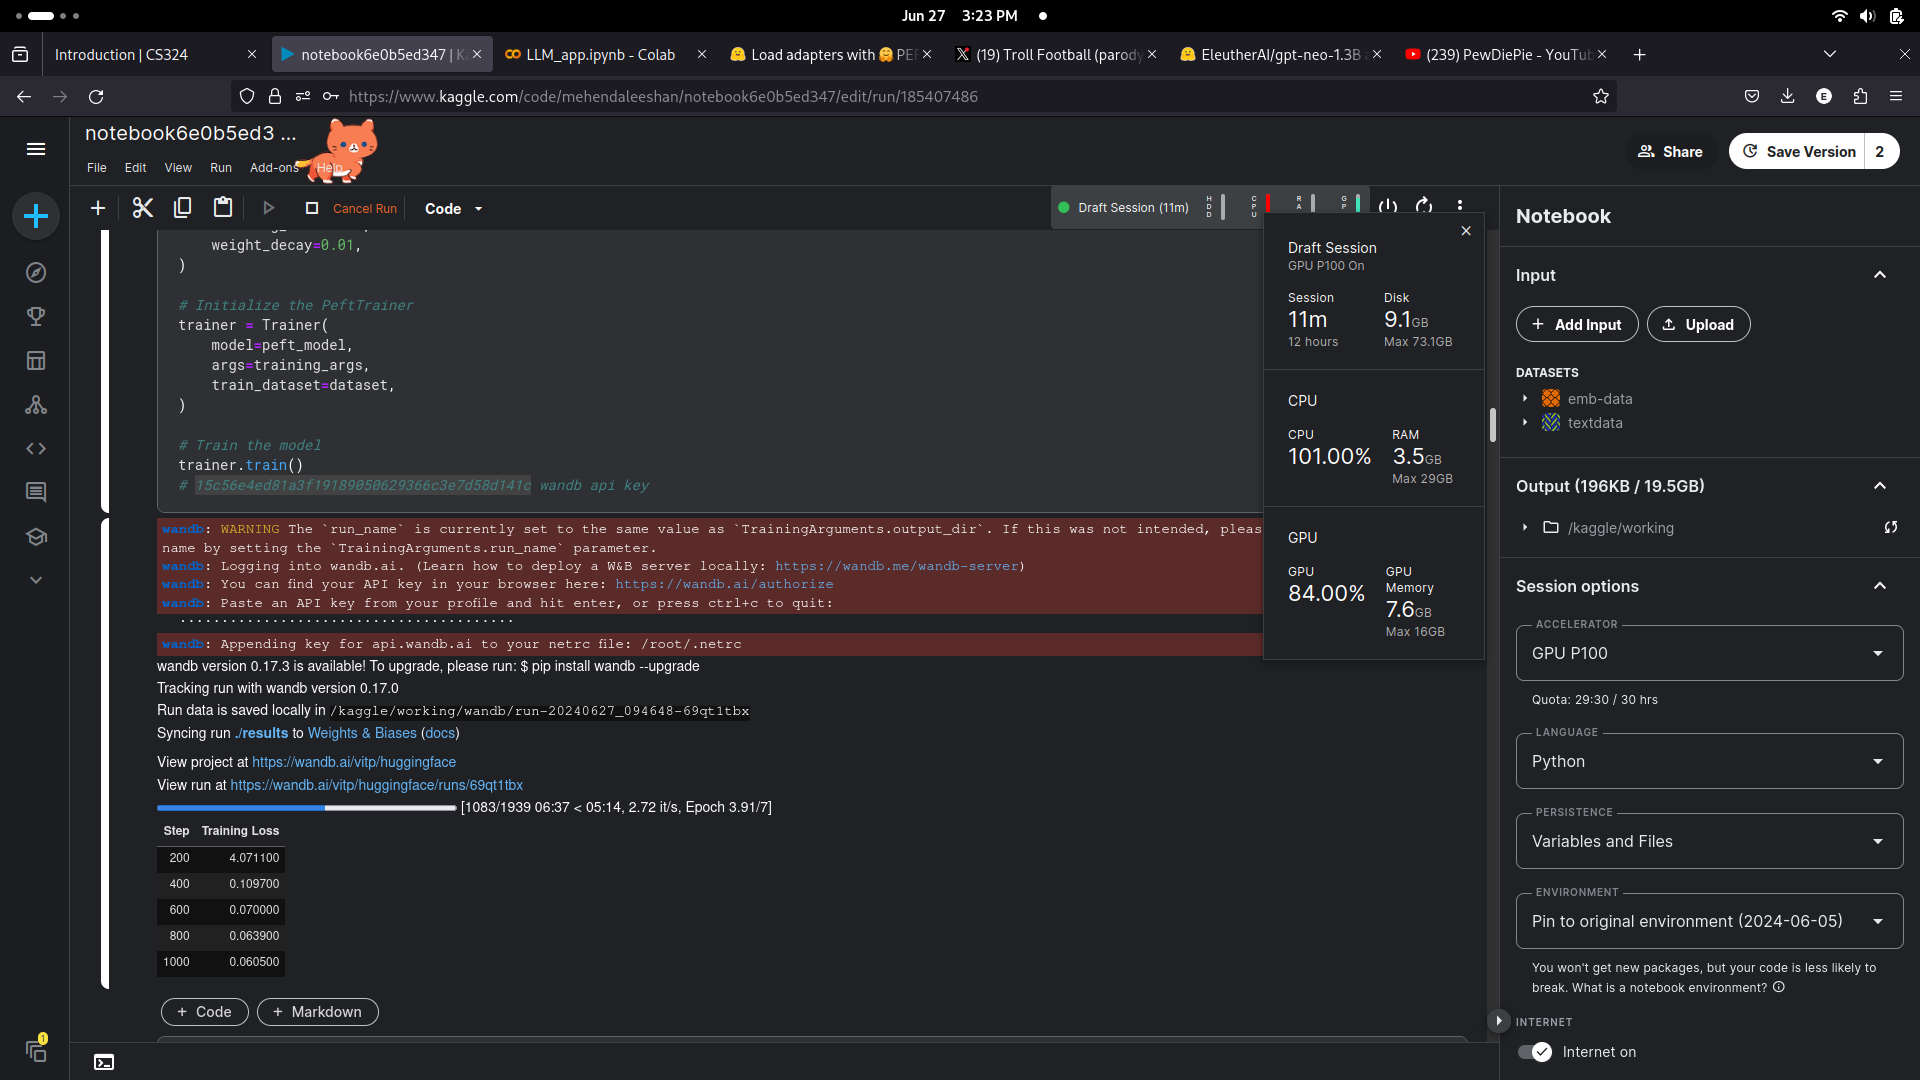 Jun 27 3:23 PM
Introduction | CS324
notebook6e0b5ed347 | K
LLM_app.ipynb - Colab
Load adapters with 🤗 PEF
(19) Troll Football (parody
EleutherAI/gpt-neo-1.3B a
(239) PewDiePie - YouTub
https://www.kaggle.com/code/mehendaleeshan/notebook6e0b5ed347/edit/run/185407486
E
notebook6e0b5ed3 ...
File Edit View Run Add-ons Help
Share
Save Version 2
Cancel Run
Code
Draft Session (11m)
HDD
CPU
RA
GP
weight_decay=0.01,
)
# Initialize the PeftTrainer
trainer = Trainer(
model=peft_model,
args=training_args,
train_dataset=dataset,
)
# Train the model
trainer.train()
# 15c56e4ed81a3f19189050629366c3e7d58d141c wandb api key
wandb: WARNING The `run_name` is currently set to the same value as `TrainingArguments.output_dir`. If this was not intended, pleas
name by setting the `TrainingArguments.run_name` parameter.
wandb: Logging into wandb.ai. (Learn how to deploy a W&B server locally: https://wandb.me/wandb-server)
wandb: You can find your API key in your browser here: https://wandb.ai/authorize
wandb: Paste an API key from your profile and hit enter, or press ctrl+c to quit:
········································
wandb: Appending key for api.wandb.ai to your netrc file: /root/.netrc
wandb version 0.17.3 is available! To upgrade, please run: $ pip install wandb --upgrade
Tracking run with wandb version 0.17.0
Run data is saved locally in /kaggle/working/wandb/run-20240627_094648-69qt1tbx
Syncing run ./results to Weights & Biases (docs)
View project at https://wandb.ai/vitp/huggingface
View run at https://wandb.ai/vitp/huggingface/runs/69qt1tbx
[1083/1939 06:37 < 05:14, 2.72 it/s, Epoch 3.91/7]
Step Training Loss
200 4.071100
400 0.109700
600 0.070000
800 0.063900
1000 0.060500
+ Code
+ Markdown
Draft Session
GPU P100 On
Session Disk
11m 9.1GB
12 hours Max 73.1GB
CPU
CPU RAM
101.00% 3.5GB
Max 29GB
GPU
GPU GPU Memory
84.00% 7.6GB
Max 16GB
Notebook
Input
+ Add Input
Upload
DATASETS
emb-data
textdata
Output (196KB / 19.5GB)
/kaggle/working
Session options
ACCELERATOR
GPU P100
Quota: 29:30 / 30 hrs
LANGUAGE
Python
PERSISTENCE
Variables and Files
ENVIRONMENT
Pin to original environment (2024-06-05)
You won't get new packages, but your code is less likely to
break. What is a notebook environment?
INTERNET
Internet on
1